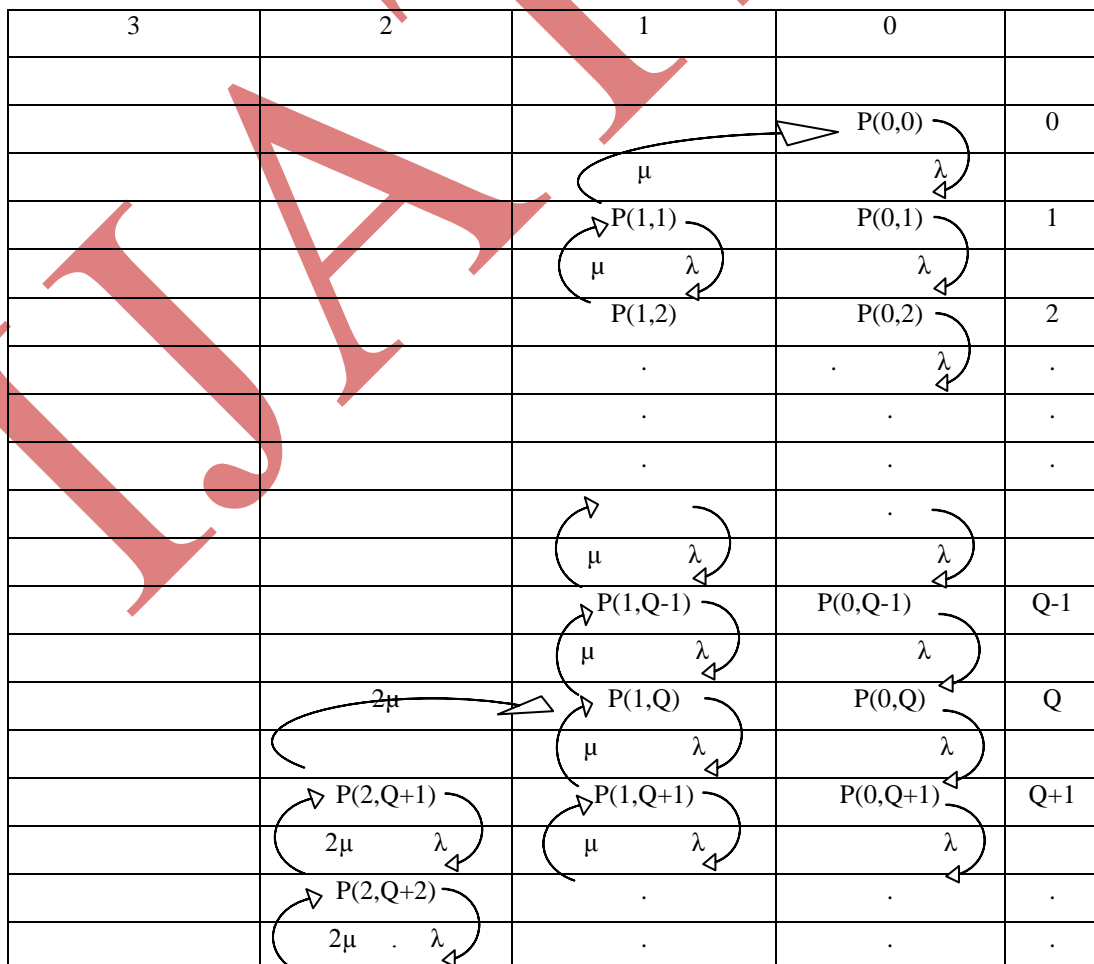 3 2 1 0
P(0,0) 0
μ λ
P(1,1) P(0,1) 1
μ λ λ
P(1,2) P(0,2) 2
. . λ .
. . .
. . .
.
μ λ λ
P(1,Q-1) P(0,Q-1) Q-1
μ λ λ
2μ P(1,Q) P(0,Q) Q
μ λ λ
P(2,Q+1) P(1,Q+1) P(0,Q+1) Q+1
2μ λ μ λ λ
P(2,Q+2) . . .
2μ . λ . . .